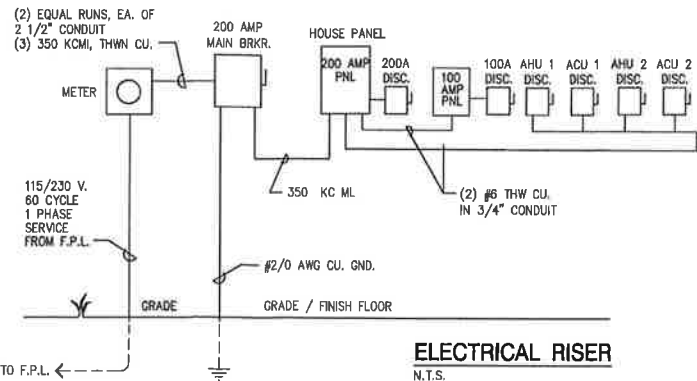 (2) EQUAL RUNS, EA. OF
2 1/2" CONDUIT
(3) 350 KCMI, THWN CU.
200 AMP
MAIN BRKR.
HOUSE PANEL
METER
200 AMP
PNL
200A
DISC.
100
AMP
PNL
100A
DISC.
AHU 1
DISC.
ACU 1
DISC.
AHU 2
DISC.
ACU 2
DISC.
350 KC ML
(2) #6 THW CU.
IN 3/4" CONDUIT
115/230 V.
60 CYCLE
1 PHASE
SERVICE
FROM F.P.L.
#2/0 AWG CU. GND.
GRADE
GRADE / FINISH FLOOR
TO F.P.L.
ELECTRICAL RISER
N.T.S.